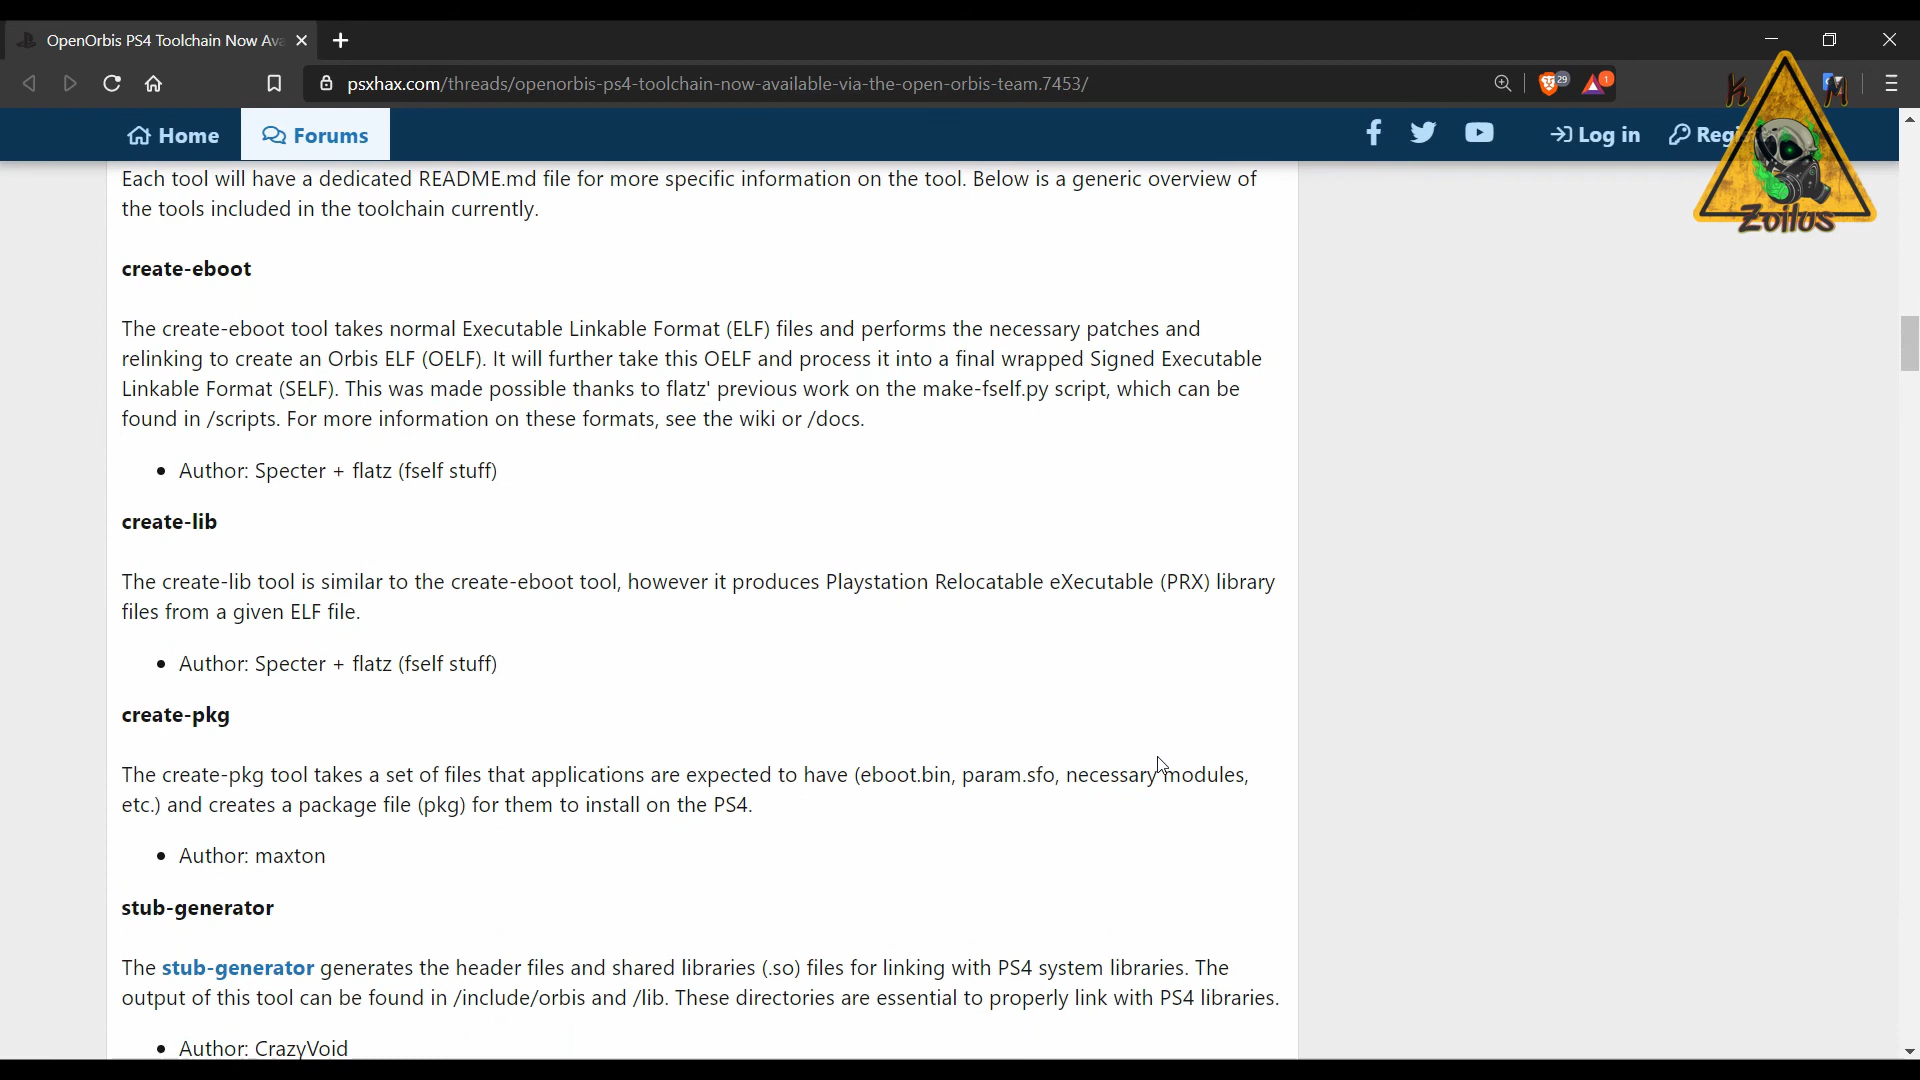 OpenOrbis PS4 Toolchain Now Ava
psxhax.com/threads/openorbis-ps4-toolchain-now-available-via-the-open-orbis-team.7453/
29
1
K M
Home
Forums
Log in
Regi
Zoilus
Each tool will have a dedicated README.md file for more specific information on the tool. Below is a generic overview of
the tools included in the toolchain currently.
create-eboot
The create-eboot tool takes normal Executable Linkable Format (ELF) files and performs the necessary patches and
relinking to create an Orbis ELF (OELF). It will further take this OELF and process it into a final wrapped Signed Executable
Linkable Format (SELF). This was made possible thanks to flatz' previous work on the make-fself.py script, which can be
found in /scripts. For more information on these formats, see the wiki or /docs.
• Author: Specter + flatz (fself stuff)
create-lib
The create-lib tool is similar to the create-eboot tool, however it produces Playstation Relocatable eXecutable (PRX) library
files from a given ELF file.
• Author: Specter + flatz (fself stuff)
create-pkg
The create-pkg tool takes a set of files that applications are expected to have (eboot.bin, param.sfo, necessary modules,
etc.) and creates a package file (pkg) for them to install on the PS4.
• Author: maxton
stub-generator
The stub-generator generates the header files and shared libraries (.so) files for linking with PS4 system libraries. The
output of this tool can be found in /include/orbis and /lib. These directories are essential to properly link with PS4 libraries.
• Author: CrazyVoid